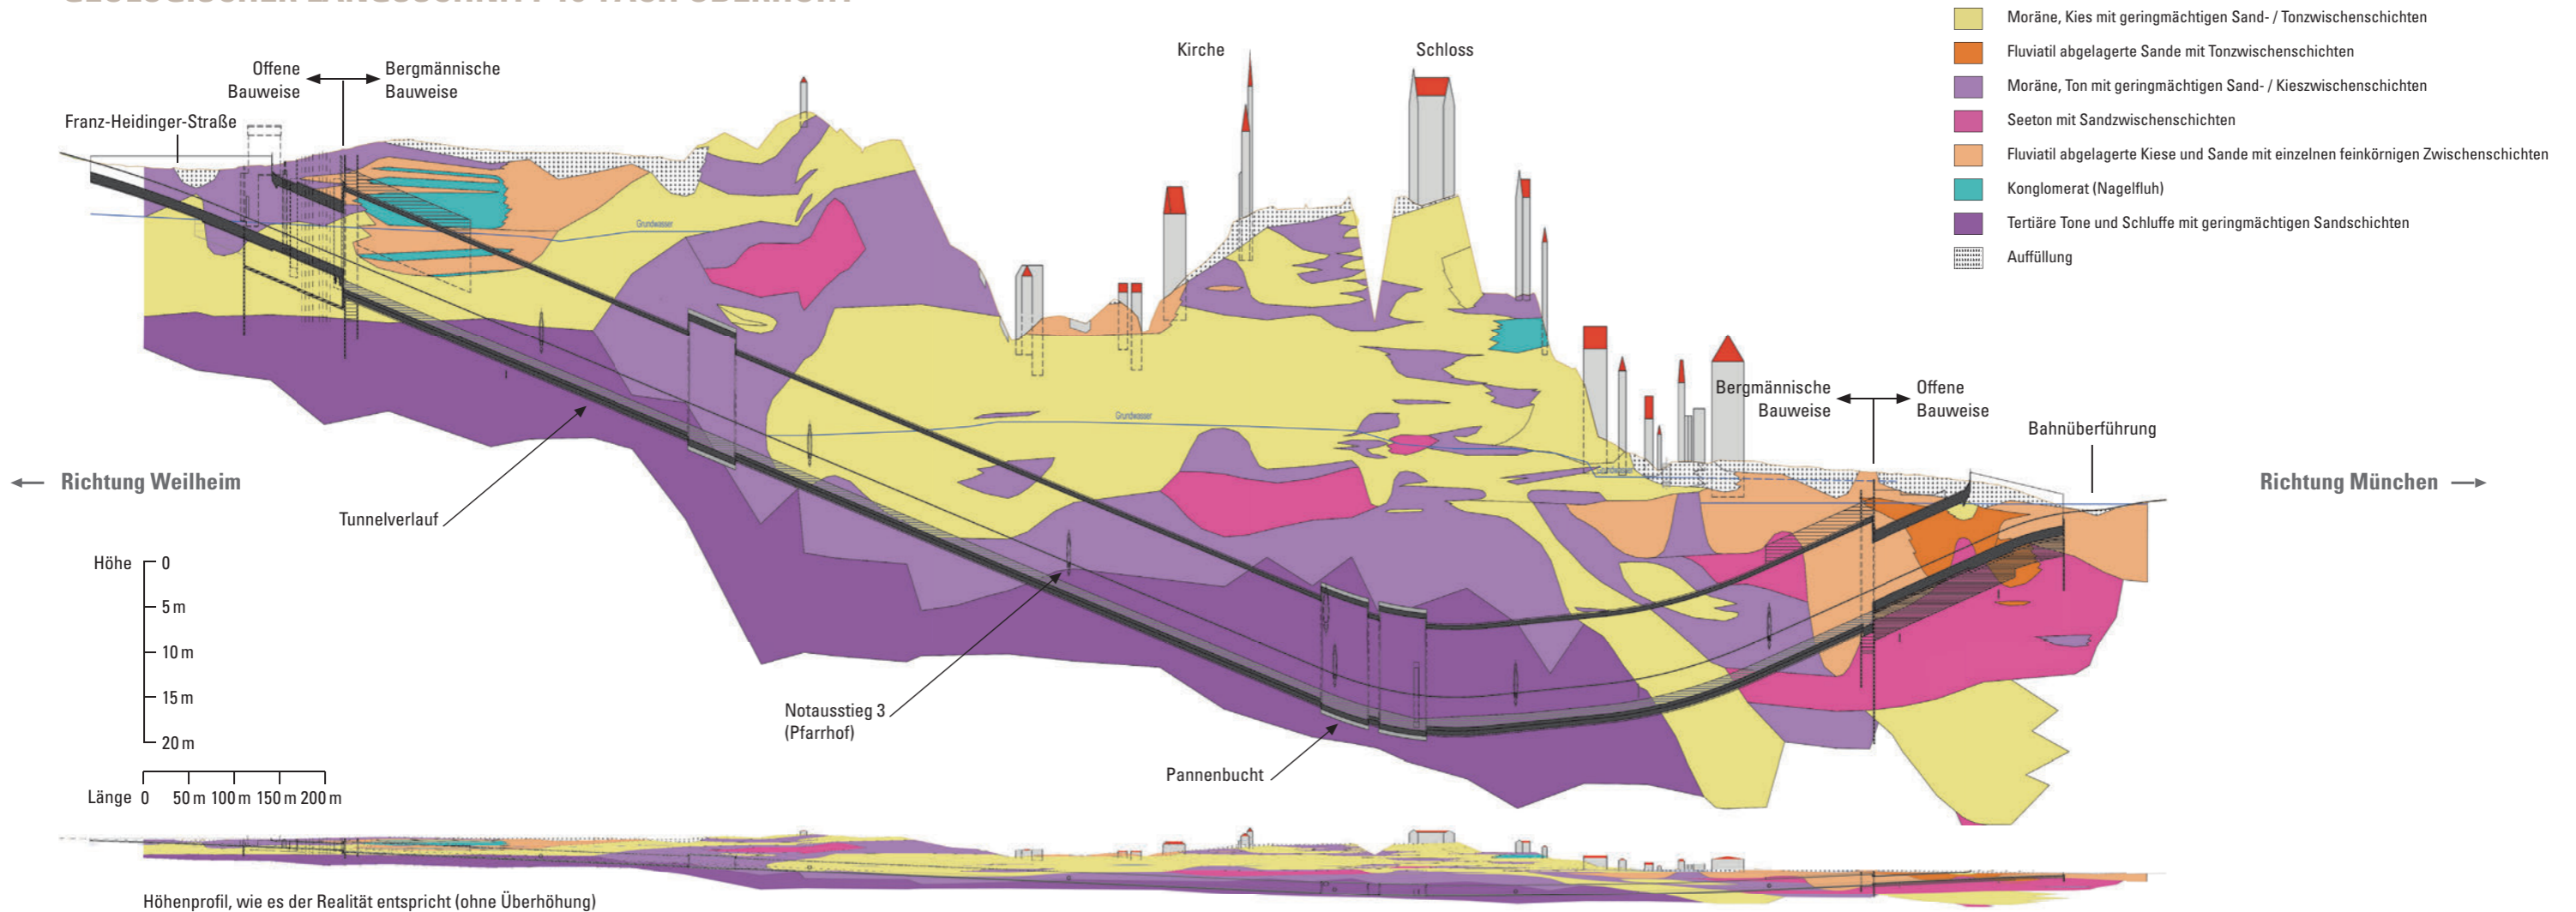 Moräne, Kies mit geringmächtigen Sand- / Tonzwischenschichten
Fluviatil abgelagerte Sande mit Tonzwischenschichten
Moräne, Ton mit geringmächtigen Sand- / Kieszwischenschichten
Seeton mit Sandzwischenschichten
Fluviatil abgelagerte Kiese und Sande mit einzelnen feinkörnigen Zwischenschichten
Konglomerat (Nagelfluh)
Tertiäre Tone und Schluffe mit geringmächtigen Sandschichten
Auffüllung
Kirche
Schloss
Offene
Bauweise
Bergmännische
Bauweise
Franz-Heidinger-Straße
Grundwasser
Grundwasser
Grundwasser
Bergmännische
Bauweise
Offene
Bauweise
Bahnüberführung
Richtung Weilheim
Richtung München
Tunnelverlauf
Höhe
0
5 m
10 m
15 m
20 m
Notausstieg 3
(Pfarrhof)
Pannenbucht
Länge 0 50 m 100 m 150 m 200 m
Höhenprofil, wie es der Realität entspricht (ohne Überhöhung)